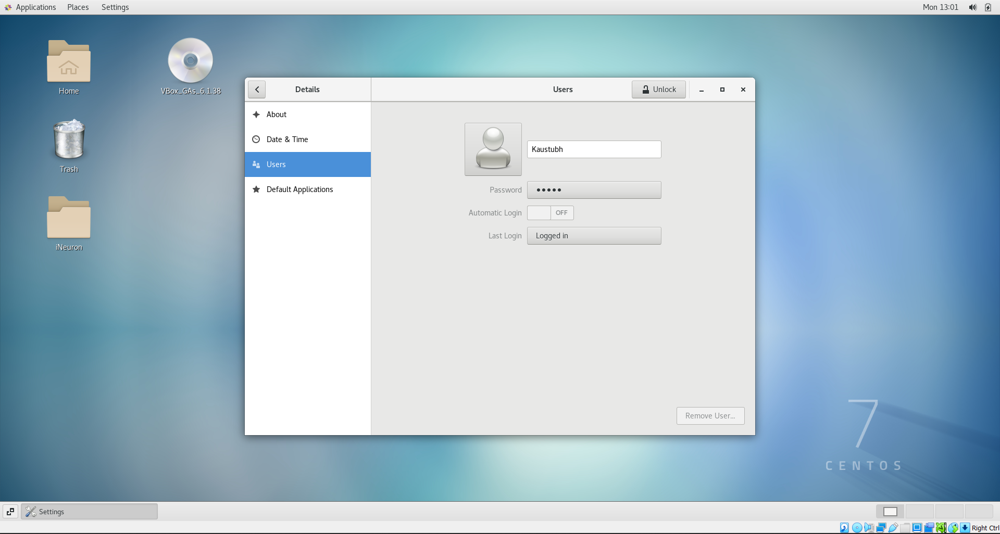 Applications Places Settings Mon 13:01
Home
VBox_GAs_6.1.38
Trash
iNeuron
Details
Users
Unlock
About
Date & Time
Users
Default Applications
Kaustubh
Password
●●●●●
Automatic Login
OFF
Last Login
Logged in
Remove User...
7
CENTOS
Settings
Right Ctrl